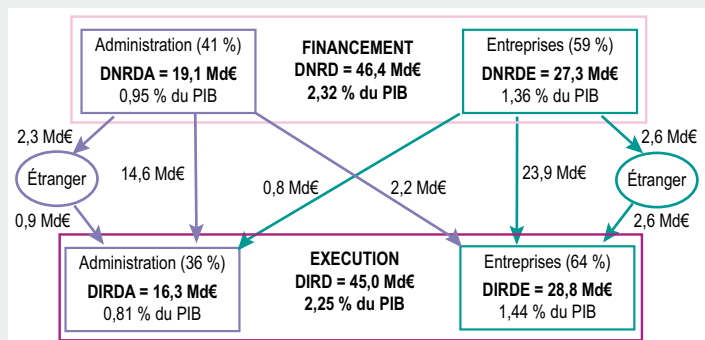 Administration (41 %)
DNRDA = 19,1 Md€
0,95 % du PIB
FINANCEMENT
DNRD = 46,4 Md€
2,32 % du PIB
Entreprises (59 %)
DNRDE = 27,3 Md€
1,36 % du PIB
2,3 Md€
Étranger
0,9 Md€
14,6 Md€
0,8 Md€
2,2 Md€
23,9 Md€
2,6 Md€
Étranger
2,6 Md€
Administration (36 %)
DIRDA = 16,3 Md€
0,81 % du PIB
EXECUTION
DIRD = 45,0 Md€
2,25 % du PIB
Entreprises (64 %)
DIRDE = 28,8 Md€
1,44 % du PIB